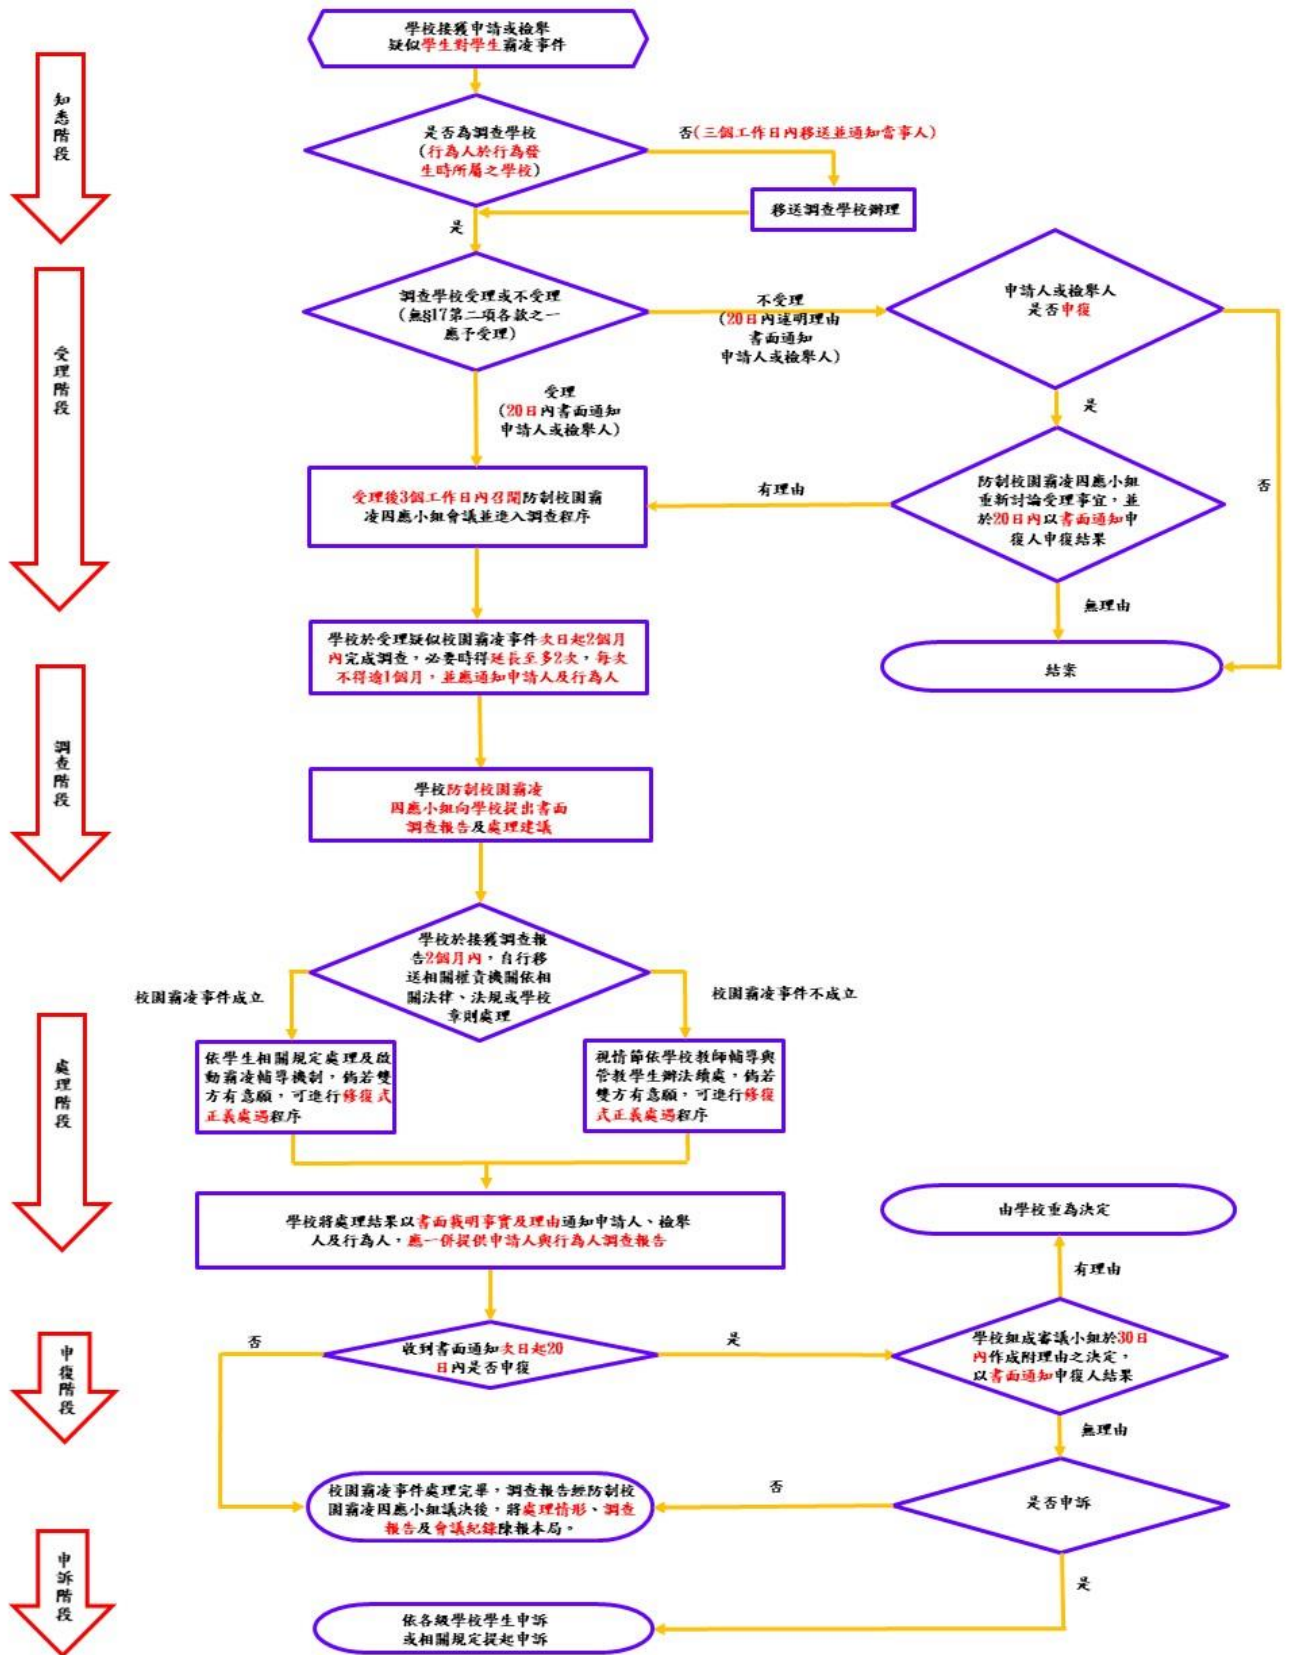 學校接獲申請或檢舉
疑似學生對學生霸凌事件
知悉階段
是否為調查學校
(行為人於行為發
生時所屬之學校)
否(三個工作日內移送並通知當事人)
移送調查學校辦理
是
受理階段
調查學校受理或不受理
(無§17第二項各款之一
應予受理)
不受理
(20日內述明理由
書面通知
申請人或檢舉人)
申請人或檢舉人
是否申復
受理
(20日內書面通知
申請人或檢舉人)
是
否
受理後3個工作日內召開防制校園霸
凌因應小組會議並進入調查程序
有理由
防制校園霸凌因應小組
重新討論受理事宜，並
於20日內以書面通知申
復人申復結果
無理由
結案
學校於受理疑似校園霸凌事件次日起2個月
內完成調查，必要時得延長至多2次，每次
不得逾1個月，並應通知申請人及行為人
調查階段
學校防制校園霸凌
因應小組向學校提出書面
調查報告及處理建議
學校於接獲調查報
告2個月內，自行移
送相關權責機關依相
關法律、法規或學校
章則處理
校園霸凌事件成立
校園霸凌事件不成立
處理階段
依學生相關規定處理及啟
動霸凌輔導機制，倘若雙
方有意願，可進行修復式
正義處遇程序
視情節依學校教師輔導與
管教學生辦法續處，倘若
雙方有意願，可進行修復
式正義處遇程序
學校將處理結果以書面載明事實及理由通知申請人、檢舉
人及行為人，應一併提供申請人與行為人調查報告
由學校重為決定
有理由
申復階段
否
收到書面通知次日起20
日內是否申復
是
學校組成審議小組於30日
內作成附理由之決定，
以書面通知申復人結果
無理由
校園霸凌事件處理完畢，調查報告經防制校
園霸凌因應小組議決後，將處理情形、調查
報告及會議紀錄陳報本局。
否
是否申訴
是
申訴階段
依各級學校學生申訴
或相關規定提起申訴